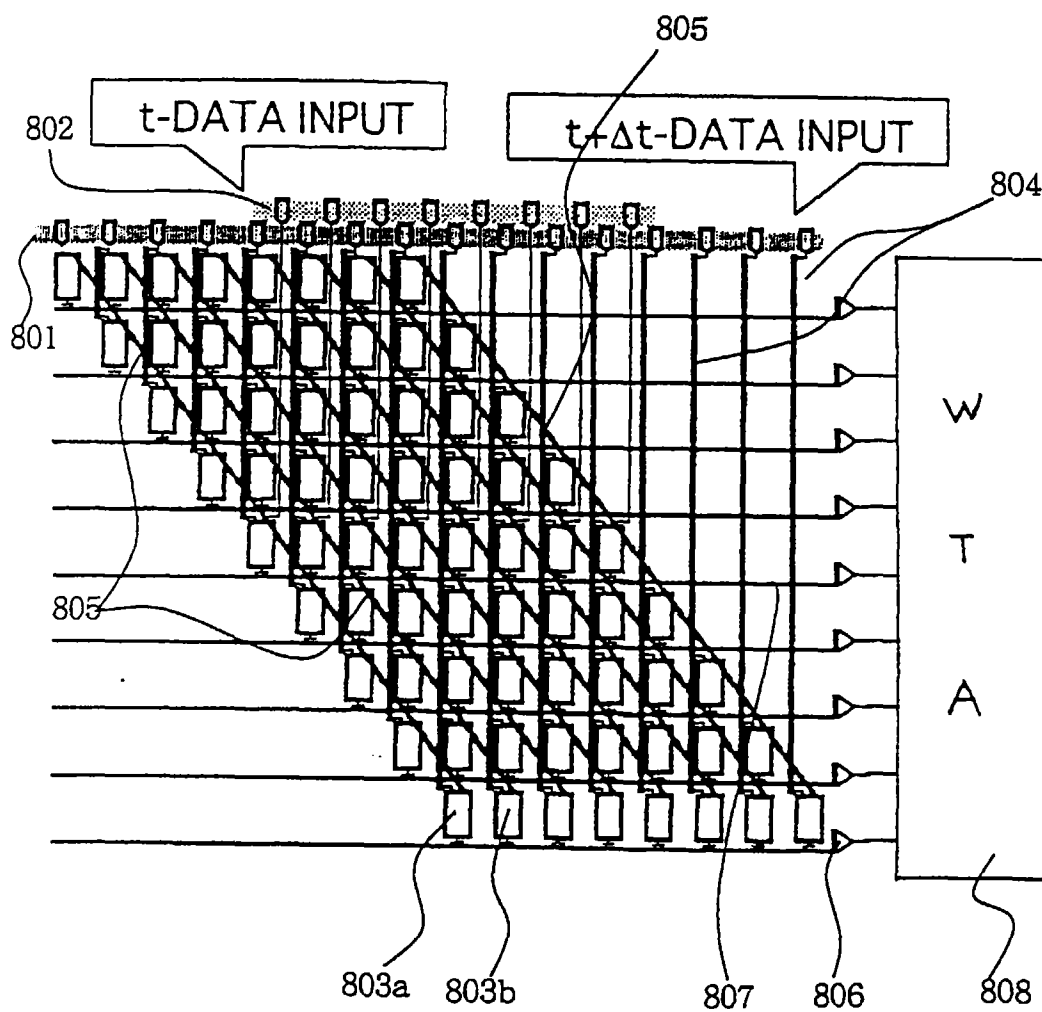 805
t-DATA INPUT
t+Δt-DATA INPUT
802
804
801
W
T
A
805
803a
803b
807
806
808